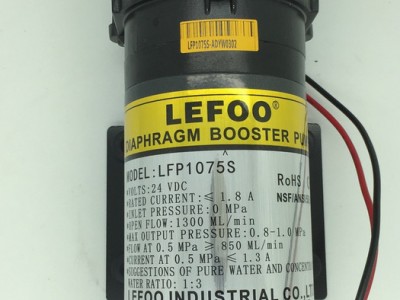 LFP1075S-ADYW0303
LEFOO®
DIAPHRAGM BOOSTER PU
MODEL:LFP1075S
RoHS
NSF/ANSI
★VOLTS:24 VDC
★RATED CURRENT:≤ 1.8 A
★INLET PRESSURE:0 MPa
★OPEN FLOW:1300 ML/min
★MAX OUTPUT PRESSURE:0.8-1.0 MPa
★FLOW AT 0.5 MPa ≥ 850 ML/min
★CURRENT AT 0.5 MPa ≤ 1.3 A
★SUGGESTIONS OF PURE WATER AND CONCENTRAT
WATER RATIO: 1:3
LEFOO INDUSTRIAL CO.,LT